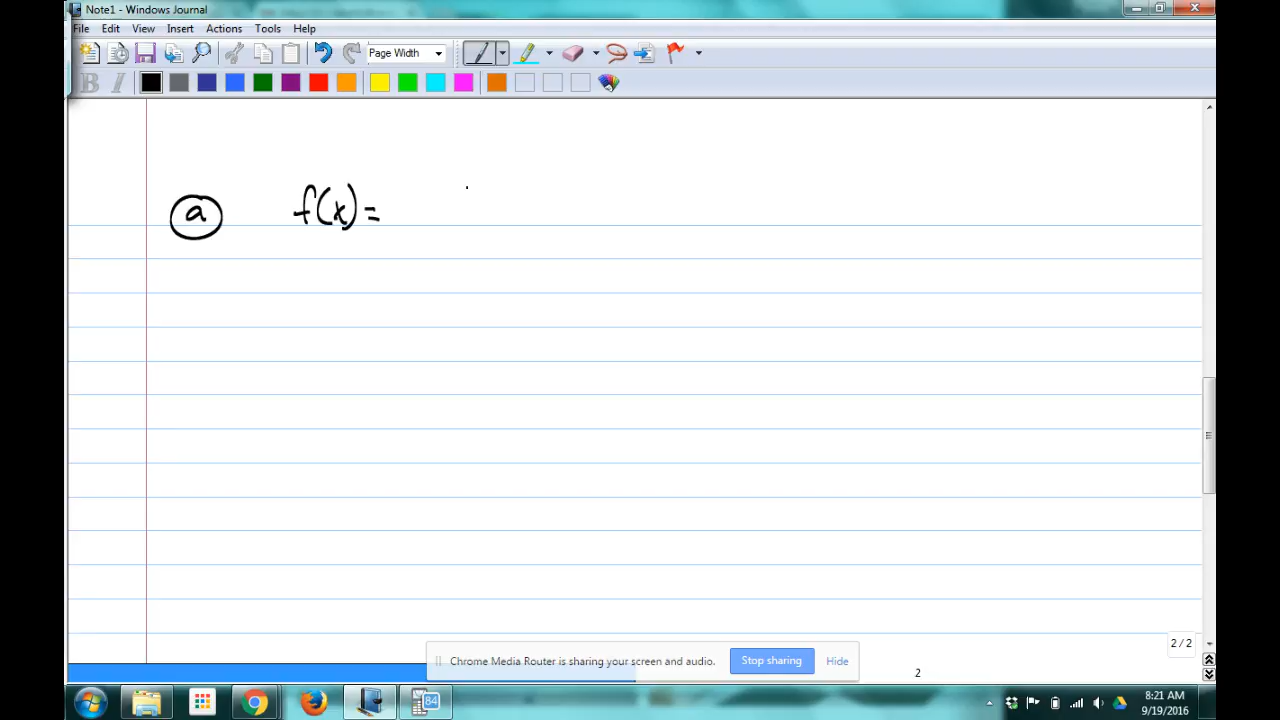 Note1 - Windows Journal
File Edit View Insert Actions Tools Help
Page Width
B I
a f(x)=
2/2
Chrome Media Router is sharing your screen and audio. Stop sharing Hide
2
84
8:21 AM
9/19/2016